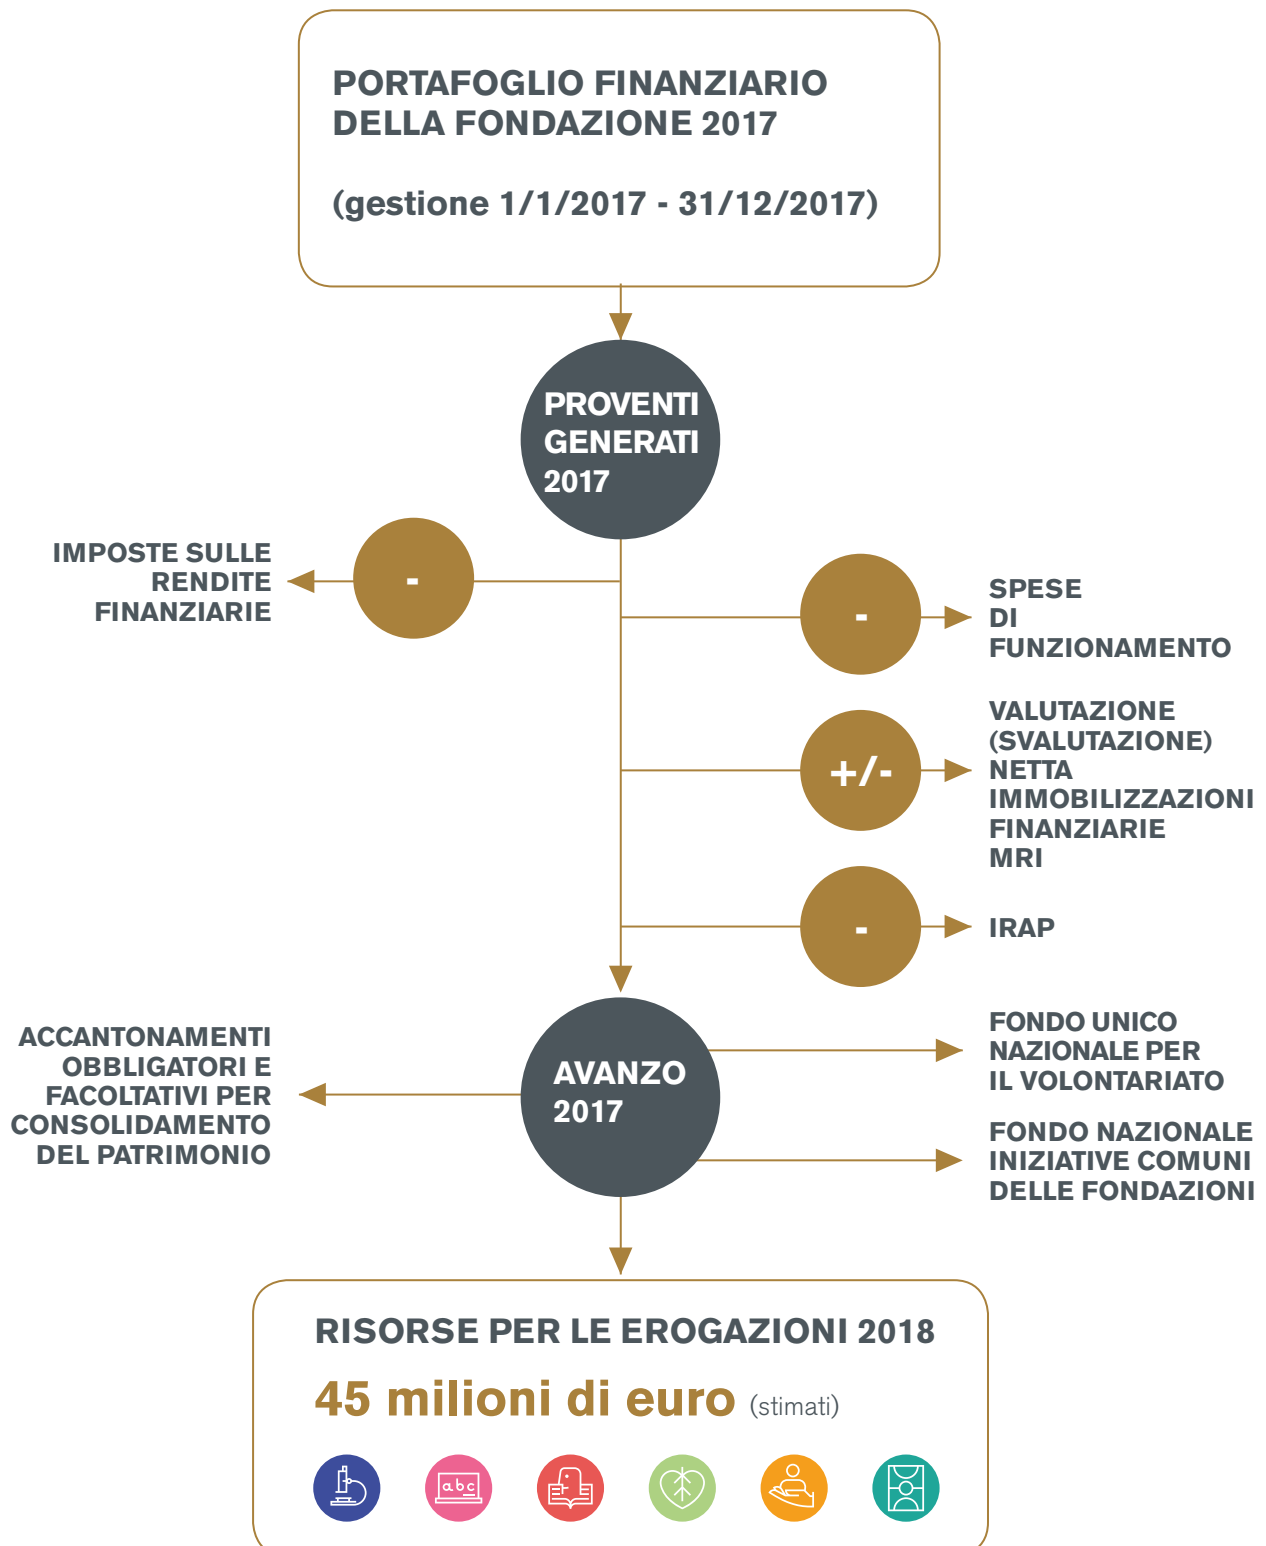 PORTAFOGLIO FINANZIARIO
DELLA FONDAZIONE 2017
(gestione 1/1/2017 - 31/12/2017)
PROVENTI
GENERATI
2017
IMPOSTE SULLE
RENDITE
FINANZIARIE
-
-
SPESE
DI
FUNZIONAMENTO
+/-
VALUTAZIONE
(SVALUTAZIONE)
NETTA
IMMOBILIZZAZIONI
FINANZIARIE
MRI
-
IRAP
AVANZO
2017
ACCANTONAMENTI
OBBLIGATORI E
FACOLTATIVI PER
CONSOLIDAMENTO
DEL PATRIMONIO
FONDO UNICO
NAZIONALE PER
IL VOLONTARIATO
FONDO NAZIONALE
INIZIATIVE COMUNI
DELLE FONDAZIONI
RISORSE PER LE EROGAZIONI 2018
45 milioni di euro (stimati)
abc